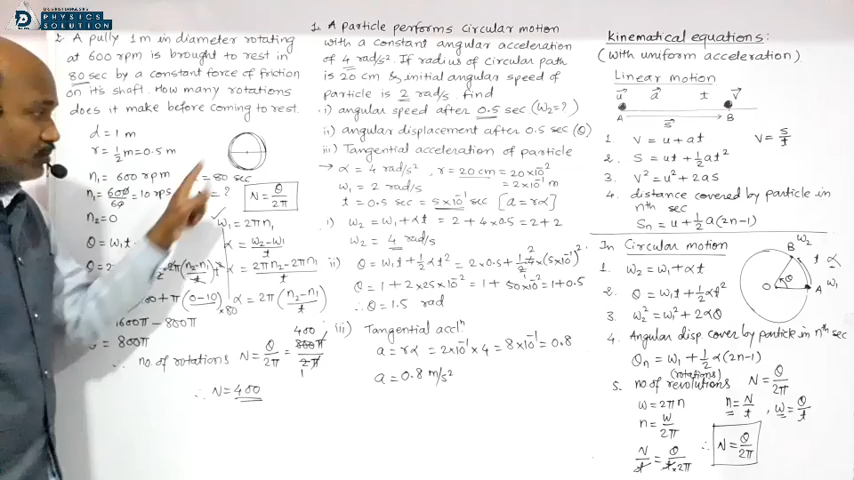 PHYSICS
SOLUTION
2. A pully 1m in diameter rotating
at 600 rpm is brought to rest in
80 sec by a constant force of friction
on its shaft. How many rotations
does it make before coming to rest.
d = 1 m
r = 1/2 m = 0.5 m
n₁ = 600 rpm
= 80 sec
n₁ = 600/60 = 10 rps
= ?
N = θ/2π
n₂ = 0
ω₁ = 2πn₁
θ = ω₁t
α = (ω₂-ω₁)/t
α = (2πn₂-2πn₁)/t
α = 2π(n₂-n₁/t)
π(0-10)
×80
1600π - 800π
= 800π
∴ no of rotations N = θ/2π = 800π/2π
400
1
∴ N = 400
1. A particle performs circular motion
with a constant angular acceleration
of 4 rad/s². If radius of circular path
is 20 cm & initial angular speed of
particle is 2 rad/s. find
i) angular speed after 0.5 sec (ω₂=?)
ii) angular displacement after 0.5 sec (θ)
iii) Tangential acceleration of particle
→ α = 4 rad/s², r = 20 cm = 20×10⁻²
ω₁ = 2 rad/s = 2×10⁻¹ m
t = 0.5 sec = 5×10⁻¹ sec [a = rα]
i) ω₂ = ω₁ + αt = 2 + 4×0.5 = 2+2
ω₂ = 4 rad/s
ii) θ = ω₁t + 1/2 αt² = 2×0.5 + 1/2·4×(5×10⁻¹)²
θ = 1 + 2×25×10⁻² = 1 + 50×10⁻² = 1+0.5
∴ θ = 1.5 rad
iii) Tangential accln
a = rα = 2×10⁻¹×4 = 8×10⁻¹ = 0.8
a = 0.8 m/s²
kinematical equations:
(with uniform acceleration)
Linear motion
u a ± V
A s B
1. V = u + at V = s/t
2. S = ut + 1/2 at²
3. V² = u² + 2as
4. distance covered by particle in
nth sec
Sn = u + 1/2 a(2n-1)
In Circular motion
1. ω₂ = ω₁ + αt
2. θ = ω₁t + 1/2 αt²
3. ω₂² = ω₁² + 2αθ
B ω₂
t α
O θ A ω₁
4. Angular disp cover by particle in nth sec
θn = ω₁ + 1/2 α(2n-1)
(rotations)
5. no of revolutions N = θ/2π
ω = 2πn n = N/t, ω = θ/t
n = ω/2π
N/t = θ/t×2π ∴ N = θ/2π